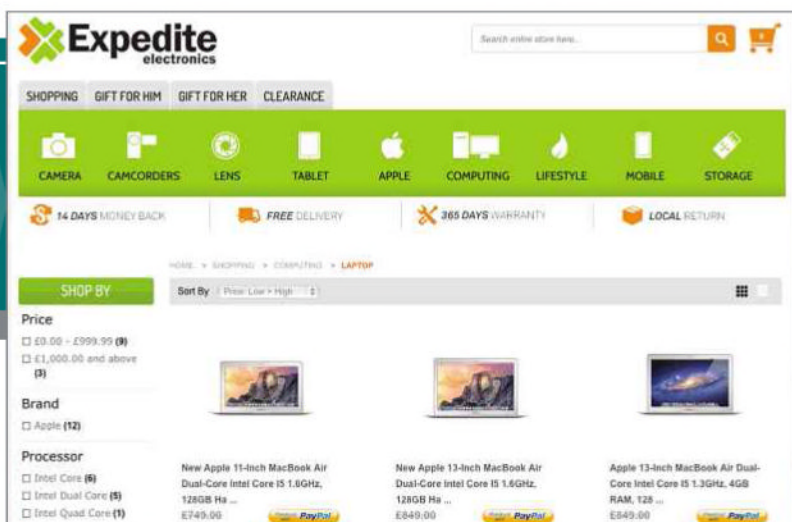 Expedite
electronics
Search entire store here...
0
SHOPPING GIFT FOR HIM GIFT FOR HER CLEARANCE
CAMERA CAMCORDERS LENS TABLET APPLE COMPUTING LIFESTYLE MOBILE STORAGE
14 DAYS MONEY BACK FREE DELIVERY 365 DAYS WARRANTY LOCAL RETURN
HOME > SHOPPING > COMPUTING > LAPTOP
SHOP BY
Sort By Price: Low > High
Price
£0.00 - £999.99 (9)
£1,000.00 and above
(3)
Brand
Apple (12)
Processor
Intel Core (6)
Intel Dual Core (5)
Intel Quad Core (1)
New Apple 11-Inch MacBook Air
Dual-Core Intel Core I5 1.6GHz,
128GB Ha ...
£749.00 PayPal
New Apple 13-Inch MacBook Air
Dual-Core Intel Core I5 1.6GHz,
128GB Ha ...
£849.00 PayPal
Apple 13-Inch MacBook Air Dual-
Core Intel Core I5 1.3GHz, 4GB
RAM, 128 ...
£849.00 PayPal